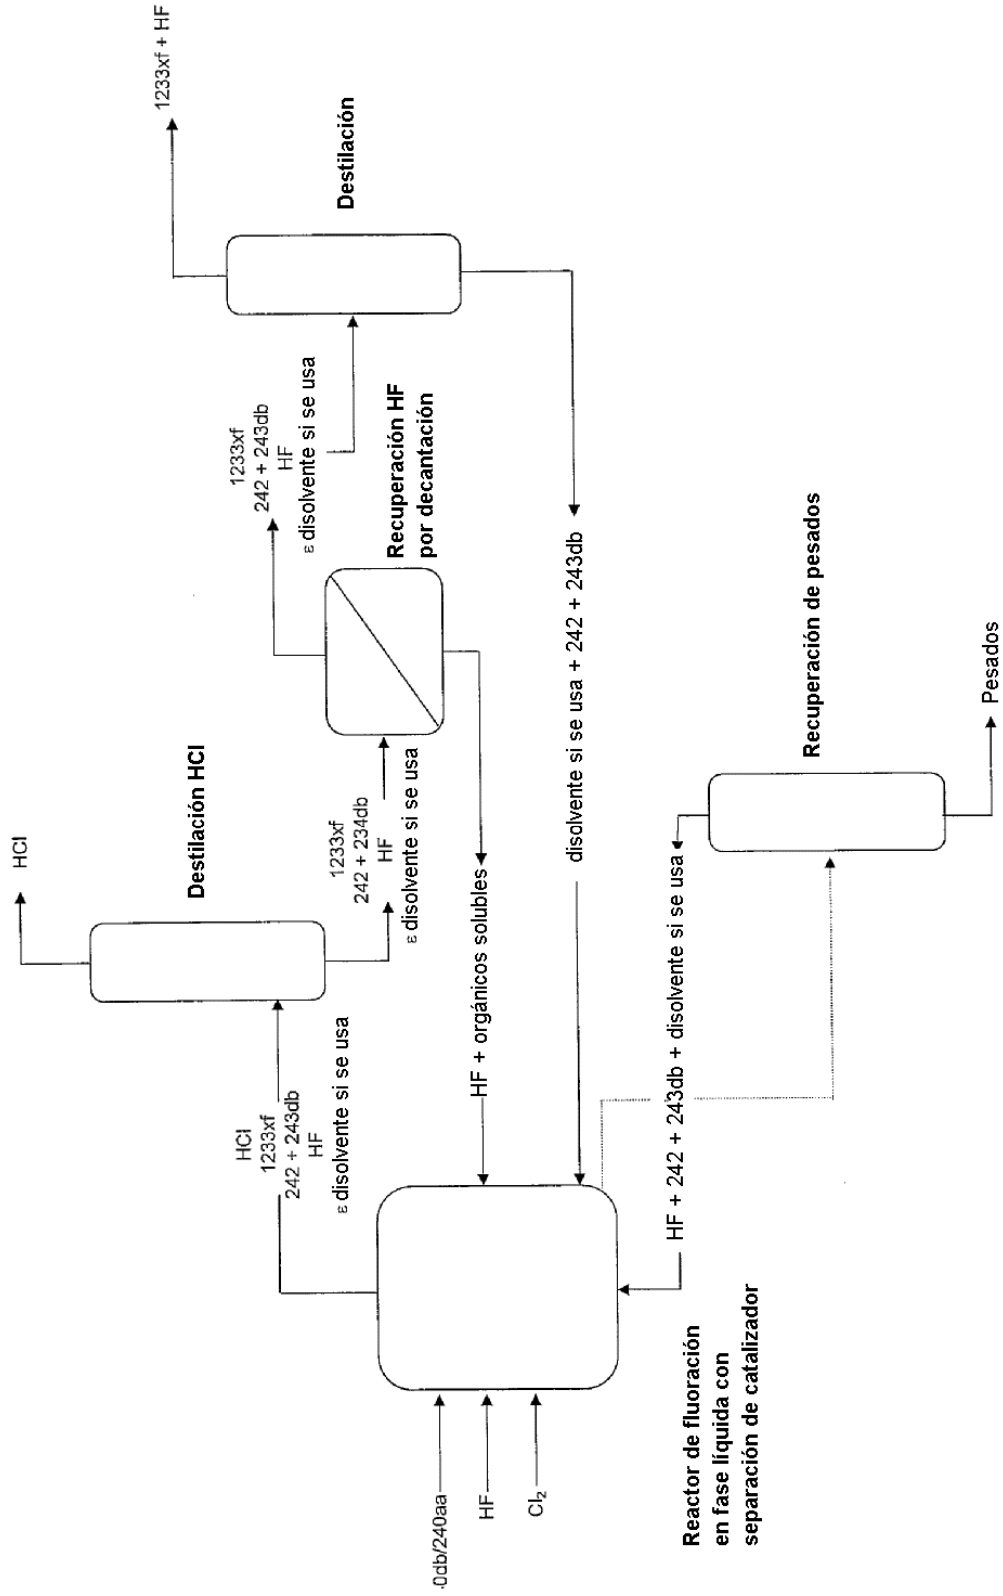 -0db/240aa
HF
Cl₂
Reactor de fluoración
en fase líquida con
separación de catalizador
HCl
1233xf
242 + 243db
HF
ε disolvente si se usa
HCl
Destilación HCl
1233xf
242 + 234db
HF
ε disolvente si se usa
Recuperación HF
por decantación
1233xf
242 + 243db
HF
ε disolvente si se usa
Destilación
1233xf + HF
HF + orgánicos solubles
disolvente si se usa + 242 + 243db
HF + 242 + 243db + disolvente si se usa
Recuperación de pesados
Pesados